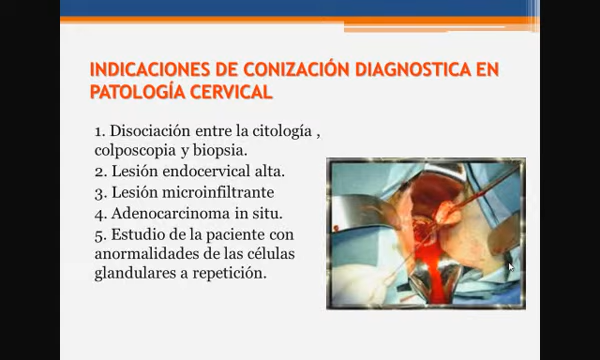 INDICACIONES DE CONIZACIÓN DIAGNOSTICA EN
PATOLOGÍA CERVICAL
1. Disociación entre la citología ,
colposcopia y biopsia.
2. Lesión endocervical alta.
3. Lesión microinfiltrante
4. Adenocarcinoma in situ.
5. Estudio de la paciente con
anormalidades de las células
glandulares a repetición.